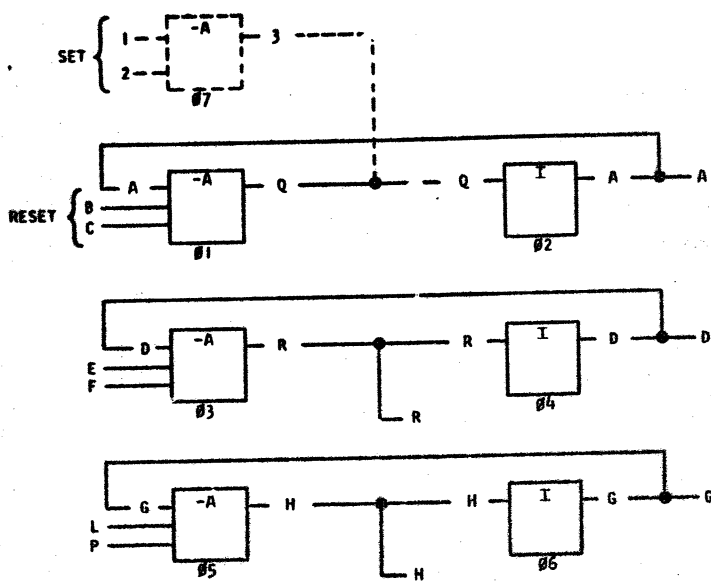 1 -A 3
SET
2
Ø7
A -A Q Q I A A
RESET B
C
Ø1 Ø2
D -A R R I D D
E
F
Ø3 Ø4
R
G -A H H I G G
L
P
Ø5 Ø6
H